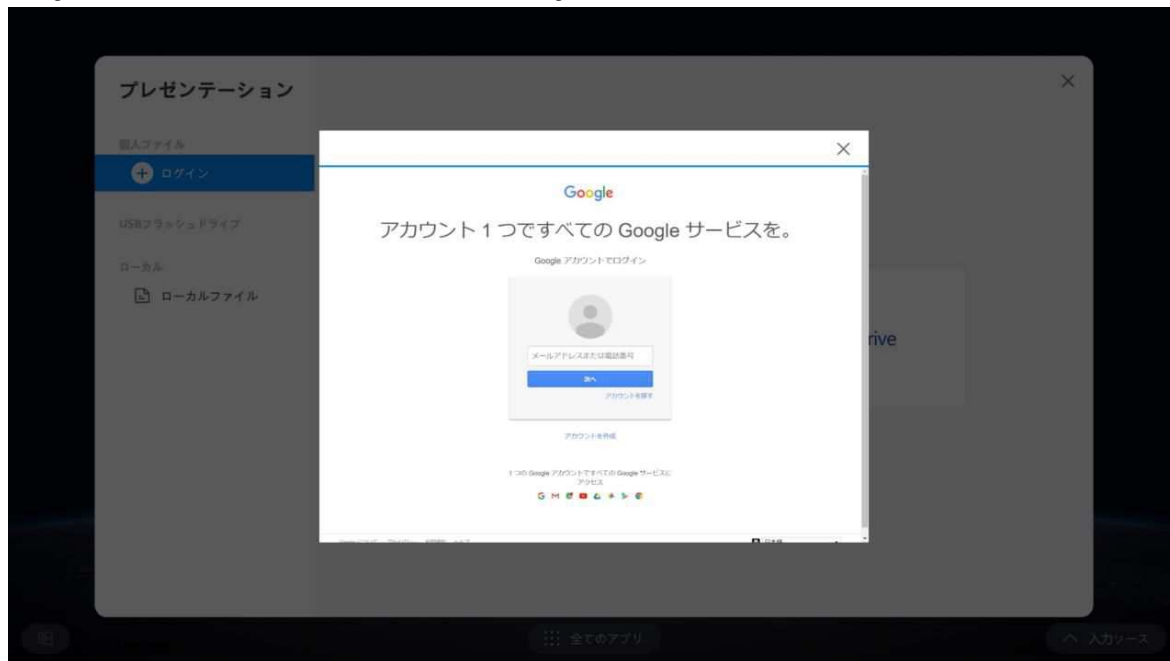 プレゼンテーション
個人ファイル
ログイン
USBフラッシュドライブ
ローカル
ローカルファイル
Google
アカウント 1 つですべての Google サービスを。
Google アカウントでログイン
メールアドレスまたは電話番号
次へ
アカウントを探す
アカウントを作成
1 つの Google アカウントですべての Google サービスに
アクセス
rive
日本語
全てのアプリ
入力ソース